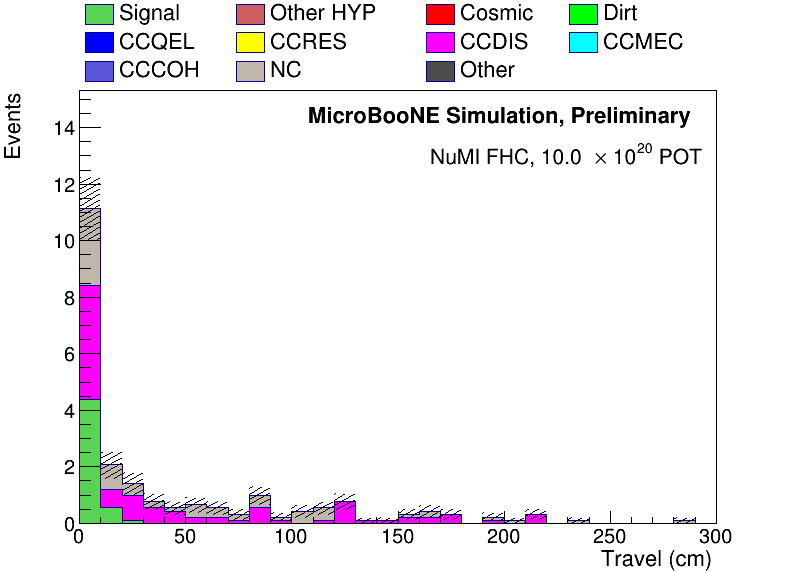 Signal Other HYP Cosmic Dirt
CCQEL CCRES CCDIS CCMEC
CCCOH NC Other
MicroBooNE Simulation, Preliminary
NuMI FHC, 10.0 × 10^20 POT
Events
14
12
10
8
6
4
2
0
0 50 100 150 200 250 300
Travel (cm)